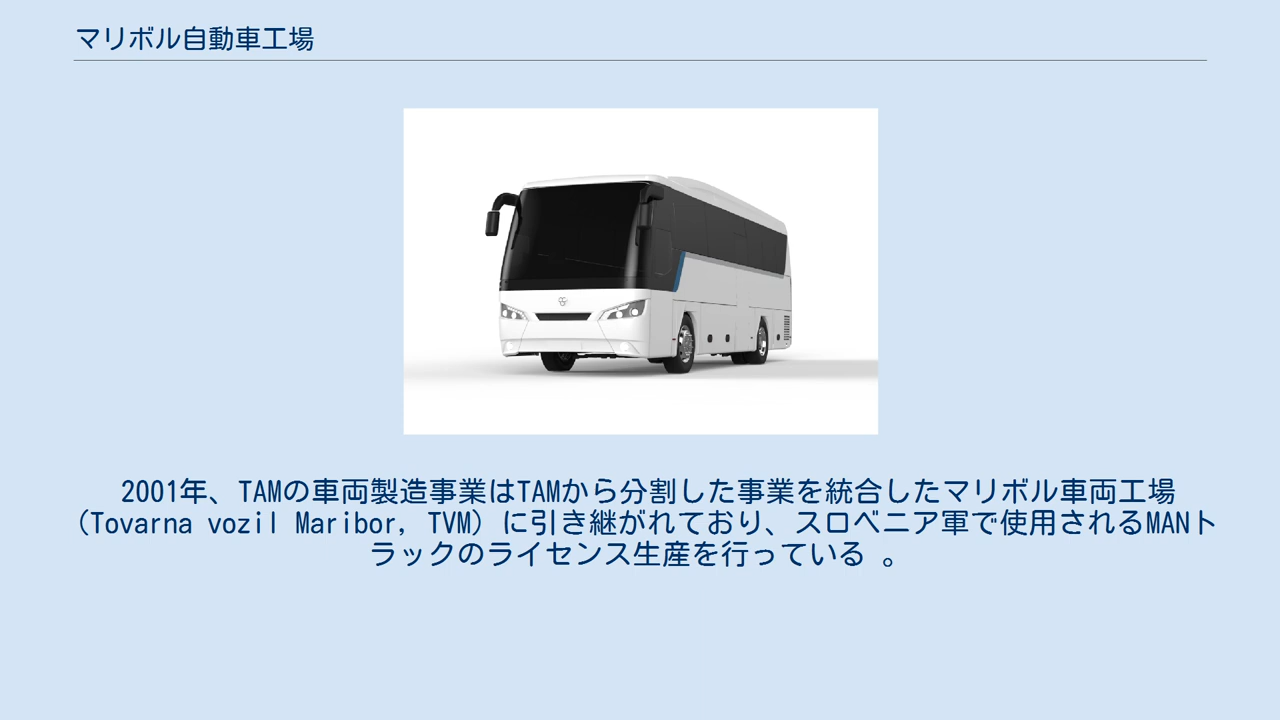 マリボル自動車工場
2001年、TAMの車両製造事業はTAMから分割した事業を統合したマリボル車両工場
(Tovarna vozil Maribor, TVM) に引き継がれており、スロベニア軍で使用されるMANト
ラックのライセンス生産を行っている 。